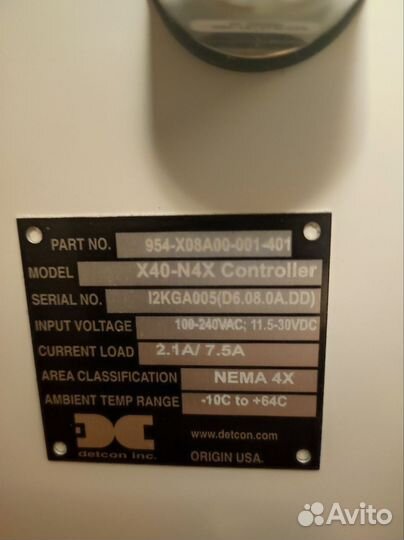 PART NO. 954-X08A00-001-401
MODEL X40-N4X Controller
SERIAL NO. I2KGA005(D6.08.0A.DD)
INPUT VOLTAGE 100-240VAC; 11.5-30VDC
CURRENT LOAD 2.1A/ 7.5A
AREA CLASSIFICATION NEMA 4X
AMBIENT TEMP RANGE -10C to +64C
detcon inc.
www.detcon.com
ORIGIN USA.
Avito